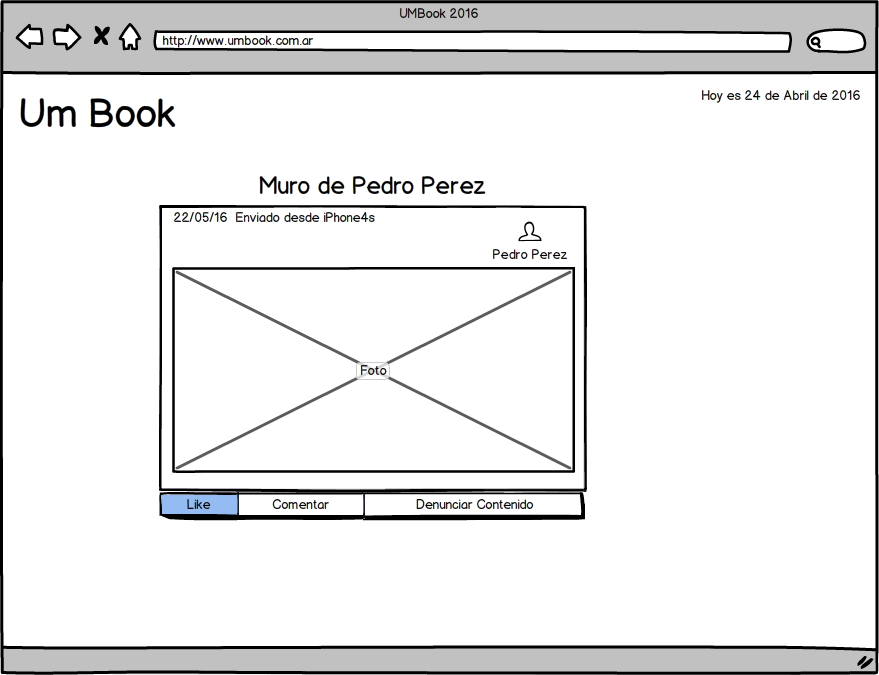 UMBook 2016
http://www.umbook.com.ar
Hoy es 24 de Abril de 2016
Um Book
Muro de Pedro Perez
22/05/16 Enviado desde iPhone4s
Pedro Perez
Foto
Like Comentar Denunciar Contenido